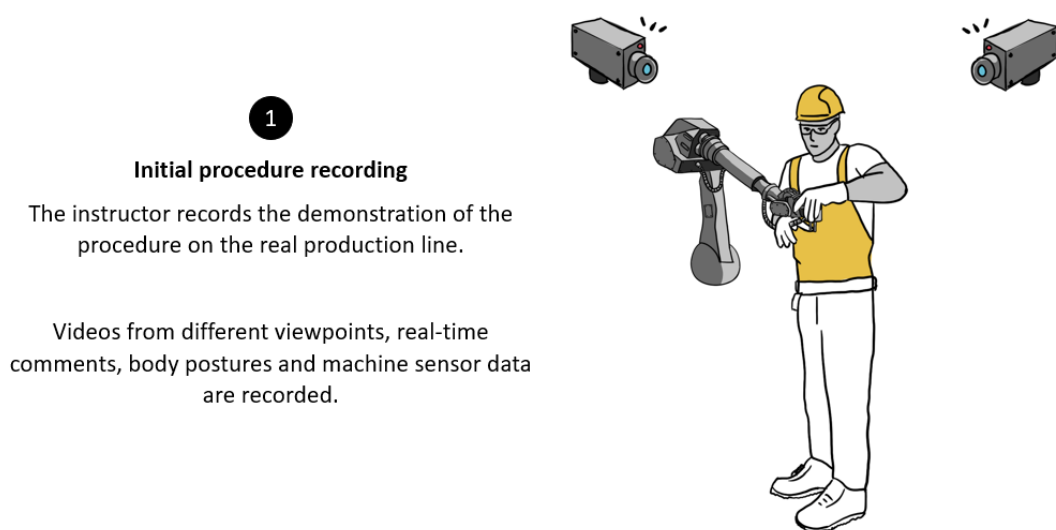 1
Initial procedure recording
The instructor records the demonstration of the
procedure on the real production line.
Videos from different viewpoints, real-time
comments, body postures and machine sensor data
are recorded.